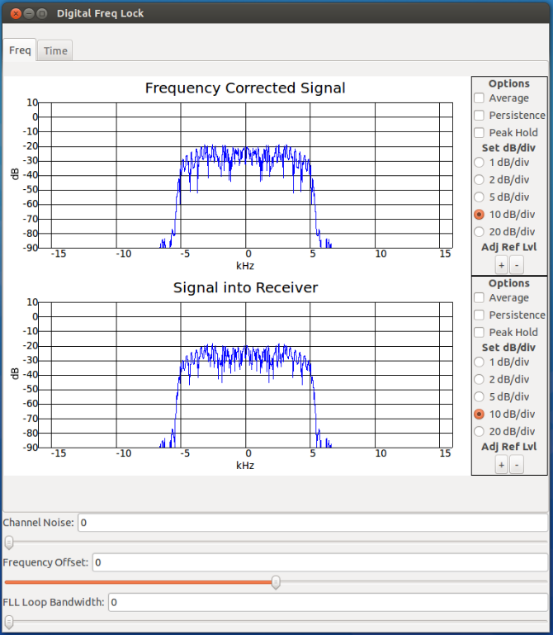 Digital Freq Lock
Freq Time
Frequency Corrected Signal
10
0
-10
-20
-30
-40
-50
-60
-70
-80
-90
dB
-15 -10 -5 0 5 10 15
kHz
Options
Average
Persistence
Peak Hold
Set dB/div
1 dB/div
2 dB/div
5 dB/div
10 dB/div
20 dB/div
Adj Ref Lvl
+ -
Signal into Receiver
10
0
-10
-20
-30
-40
-50
-60
-70
-80
-90
dB
-15 -10 -5 0 5 10 15
kHz
Options
Average
Persistence
Peak Hold
Set dB/div
1 dB/div
2 dB/div
5 dB/div
10 dB/div
20 dB/div
Adj Ref Lvl
+ -
Channel Noise: 0
Frequency Offset: 0
FLL Loop Bandwidth: 0